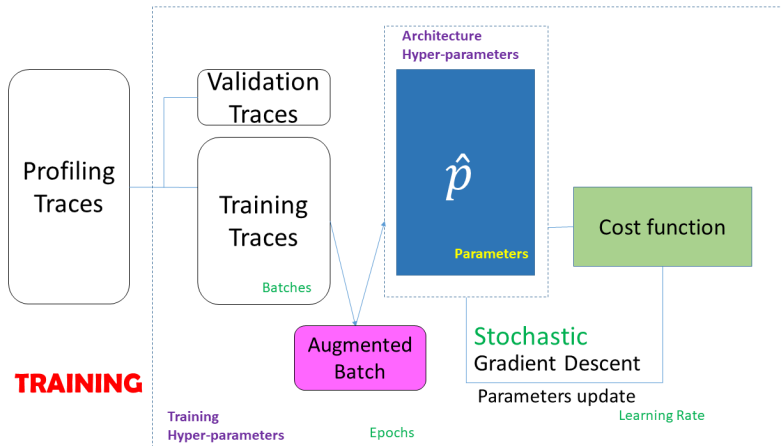 Architecture
Hyper-parameters
Validation
Traces
Profiling
Traces
Training
Traces
Batches
p̂
Parameters
Cost function
Augmented
Batch
Stochastic
Gradient Descent
Parameters update
Learning Rate
TRAINING
Training
Hyper-parameters
Epochs